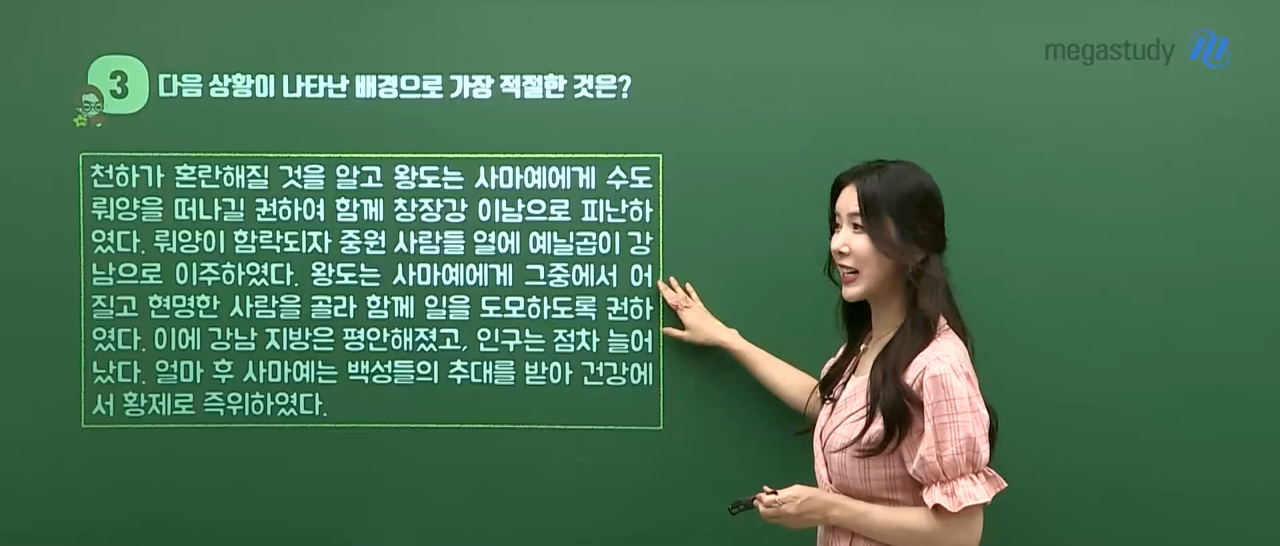 megastudy
3 다음 상황이 나타난 배경으로 가장 적절한 것은?
천하가 혼란해질 것을 알고 왕도는 사마예에게 수도
뤄양을 떠나길 권하여 함께 창장강 이남으로 피난하
였다. 뤄양이 함락되자 중원 사람들 열에 예닐곱이 강
남으로 이주하였다. 왕도는 사마예에게 그중에서 어
질고 현명한 사람을 골라 함께 일을 도모하도록 권하
였다. 이에 강남 지방은 평안해졌고, 인구는 점차 늘어
났다. 얼마 후 사마예는 백성들의 추대를 받아 건강에
서 황제로 즉위하였다.